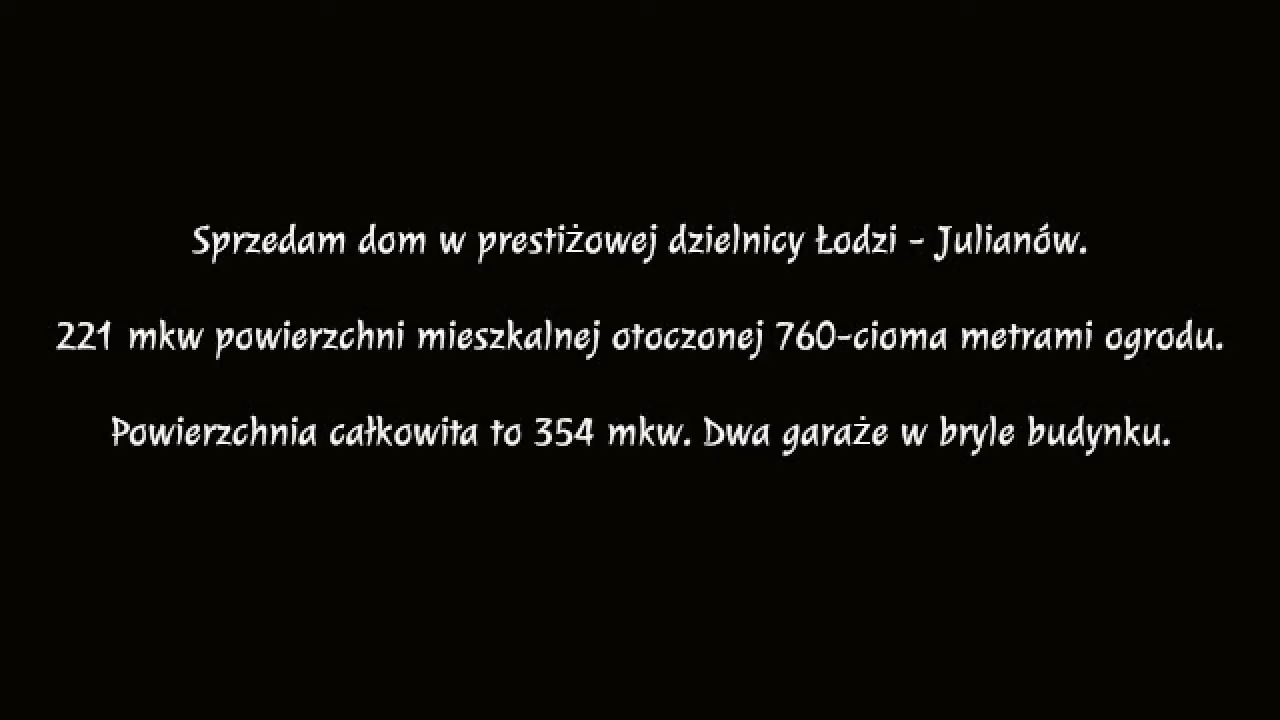 Sprzedam dom w prestiżowej dzielnicy Łodzi - Julianów.
221 mkw powierzchni mieszkalnej otoczonej 760-cioma metrami ogrodu.
Powierzchnia całkowita to 354 mkw. Dwa garaże w bryle budynku.